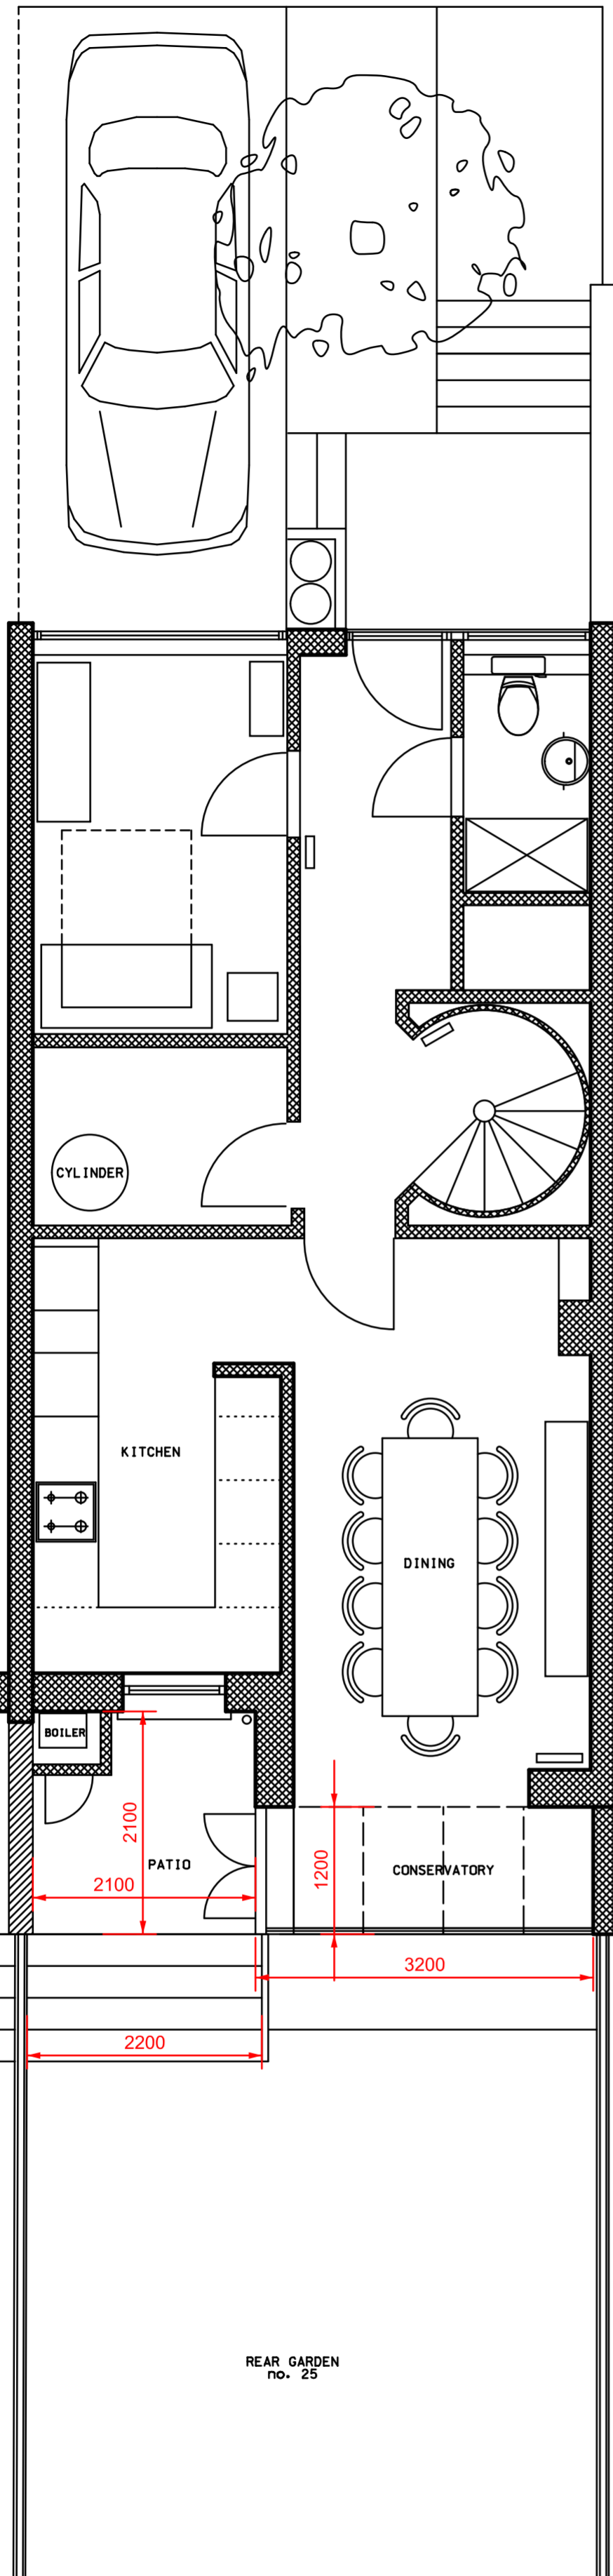 CYLINDER
KITCHEN
DINING
BOILER
2100
PATIO
2100
1200
CONSERVATORY
3200
2200
REAR GARDEN
no. 25